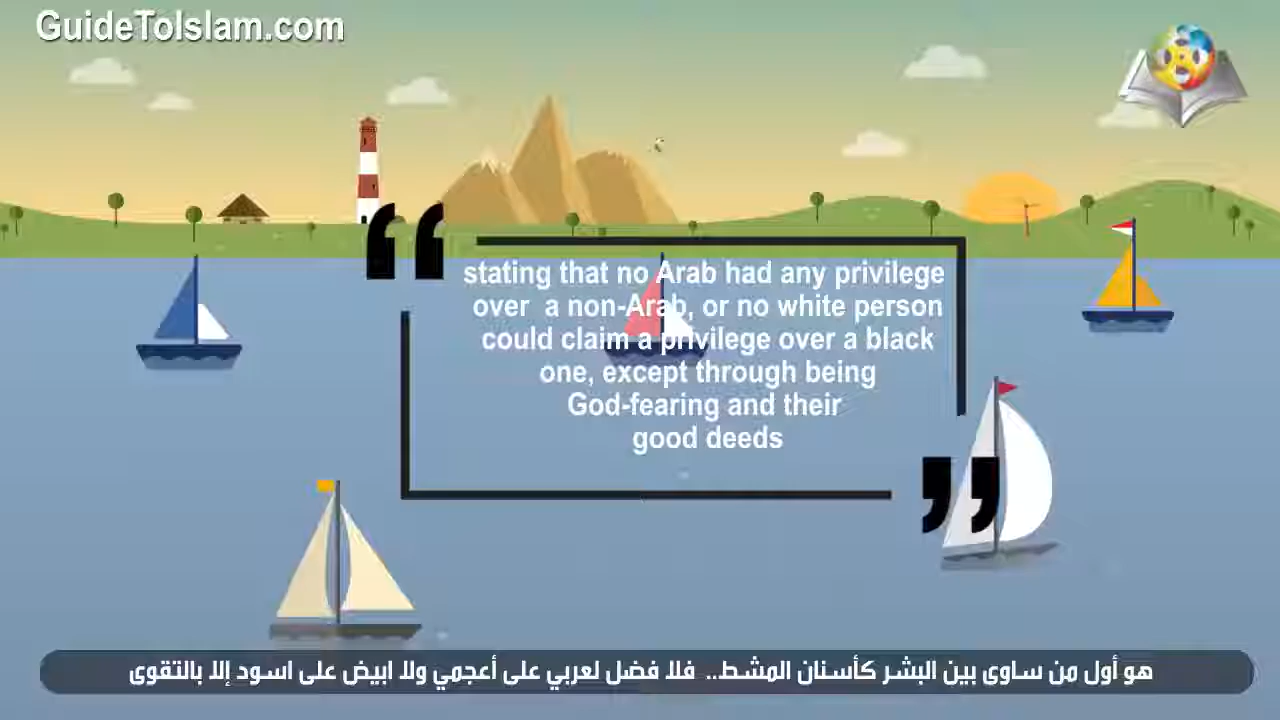 GuideToIslam.com
“
stating that no Arab had any privilege
over a non-Arab, or no white person
could claim a privilege over a black
one, except through being
God-fearing and their
good deeds
”
هو أول من ساوى بين البشر كأسنان المشط.. فلا فضل لعربي على أعجمي ولا ابيض على اسود إلا بالتقوى